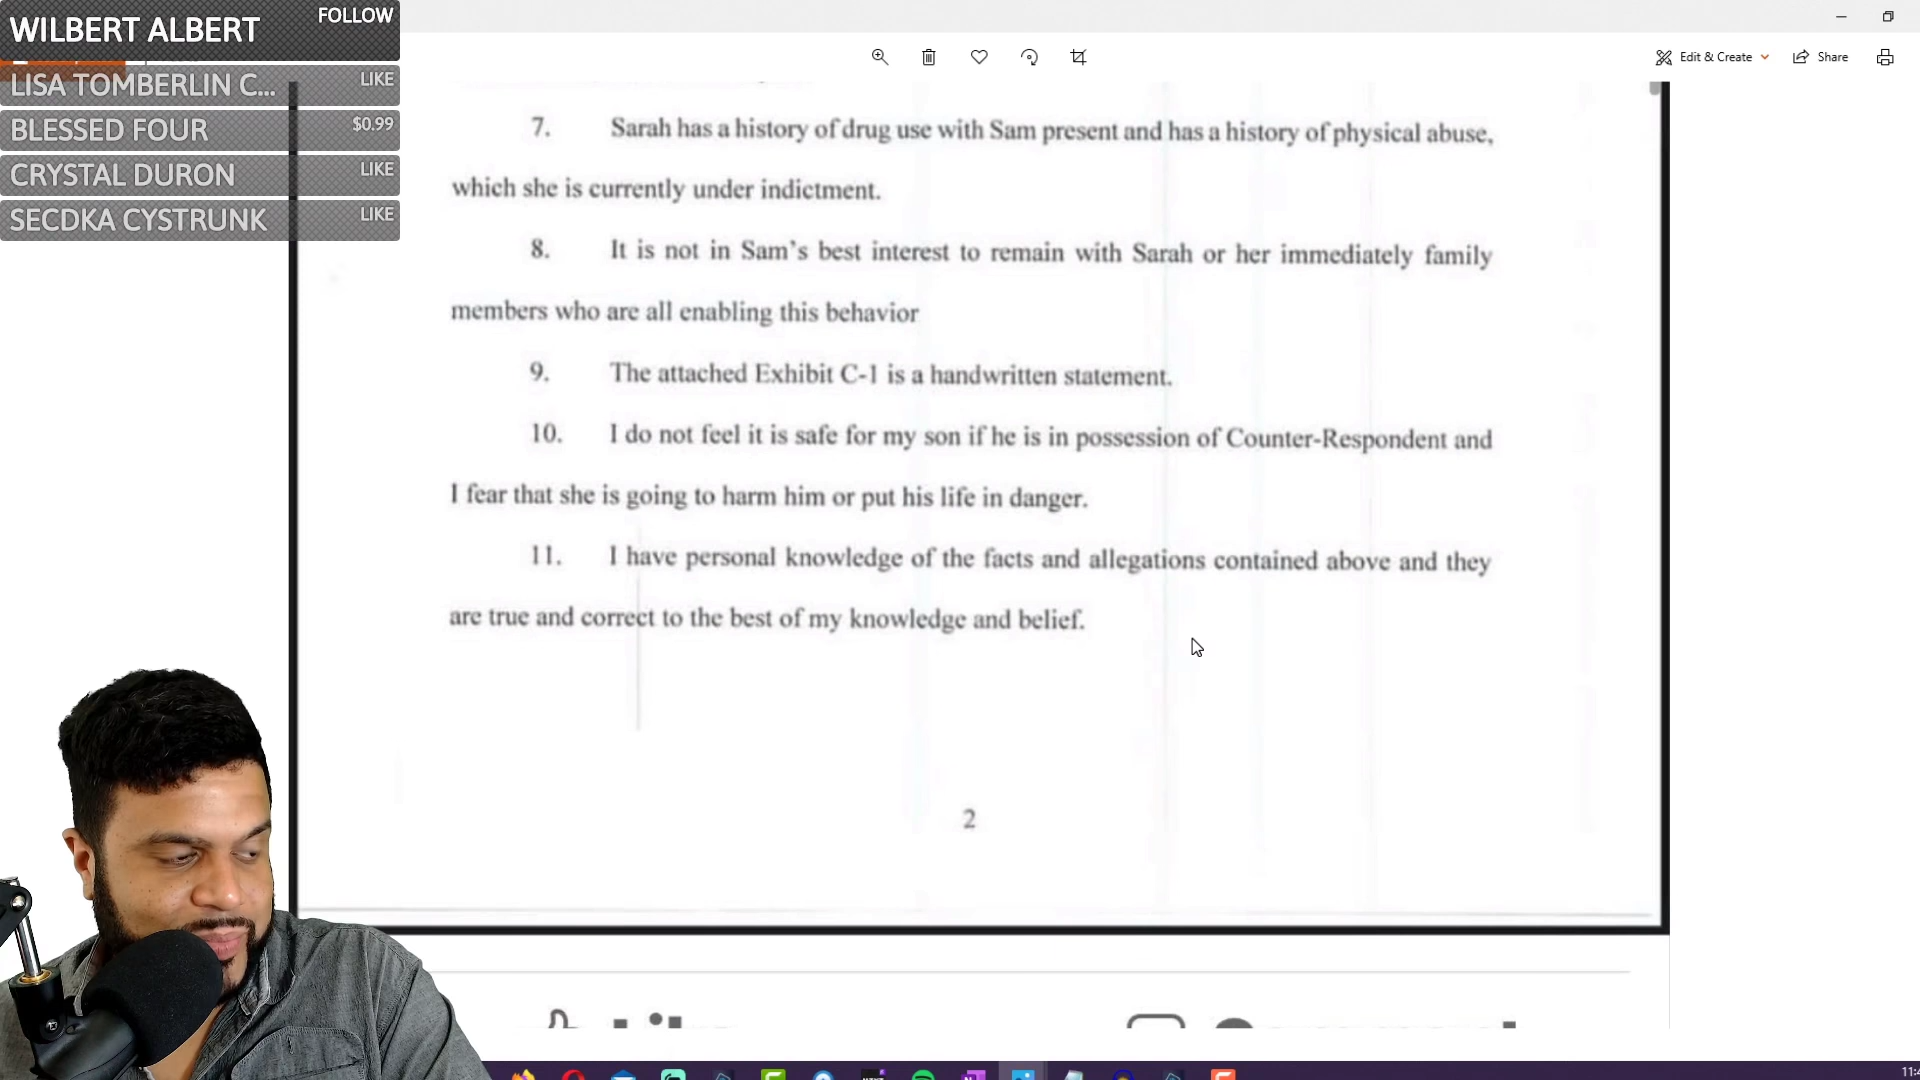 WILBERT ALBERT FOLLOW
LISA TOMBERLIN C... LIKE
BLESSED FOUR $0.99
CRYSTAL DURON LIKE
SECDKA CYSTRUNK LIKE
Edit & Create Share
7. Sarah has a history of drug use with Sam present and has a history of physical abuse,
which she is currently under indictment.
8. It is not in Sam's best interest to remain with Sarah or her immediately family
members who are all enabling this behavior
9. The attached Exhibit C-1 is a handwritten statement.
10. I do not feel it is safe for my son if he is in possession of Counter-Respondent and
I fear that she is going to harm him or put his life in danger.
11. I have personal knowledge of the facts and allegations contained above and they
are true and correct to the best of my knowledge and belief.
2